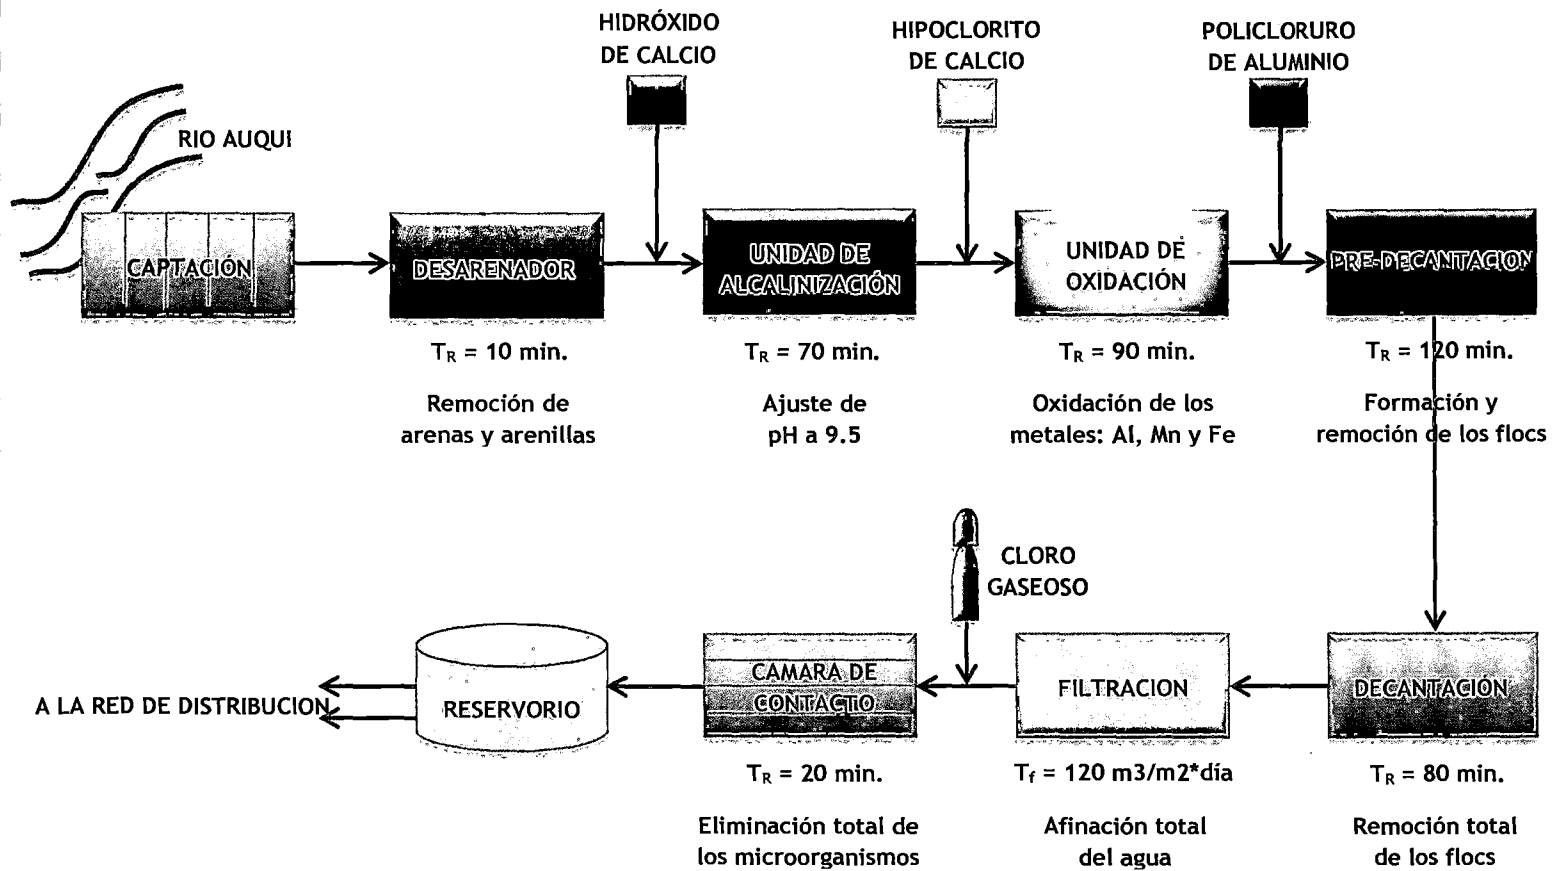 HIDRÓXIDO
DE CALCIO
HIPOCLORITO
DE CALCIO
POLICLORURO
DE ALUMINIO
RIO AUQUI
CAPTACIÓN
DESARENADOR
UNIDAD DE
ALCALINIZACIÓN
UNIDAD DE
OXIDACIÓN
PRE-DECANTACION
TR = 10 min.
TR = 70 min.
TR = 90 min.
TR = 120 min.
Remoción de
arenas y arenillas
Ajuste de
pH a 9.5
Oxidación de los
metales: Al, Mn y Fe
Formación y
remoción de los flocs
CLORO
GASEOSO
A LA RED DE DISTRIBUCION
RESERVORIO
CAMARA DE
CONTACTO
FILTRACION
DECANTACIÓN
TR = 20 min.
Tf = 120 m3/m2*día
TR = 80 min.
Eliminación total de
los microorganismos
Afinación total
del agua
Remoción total
de los flocs